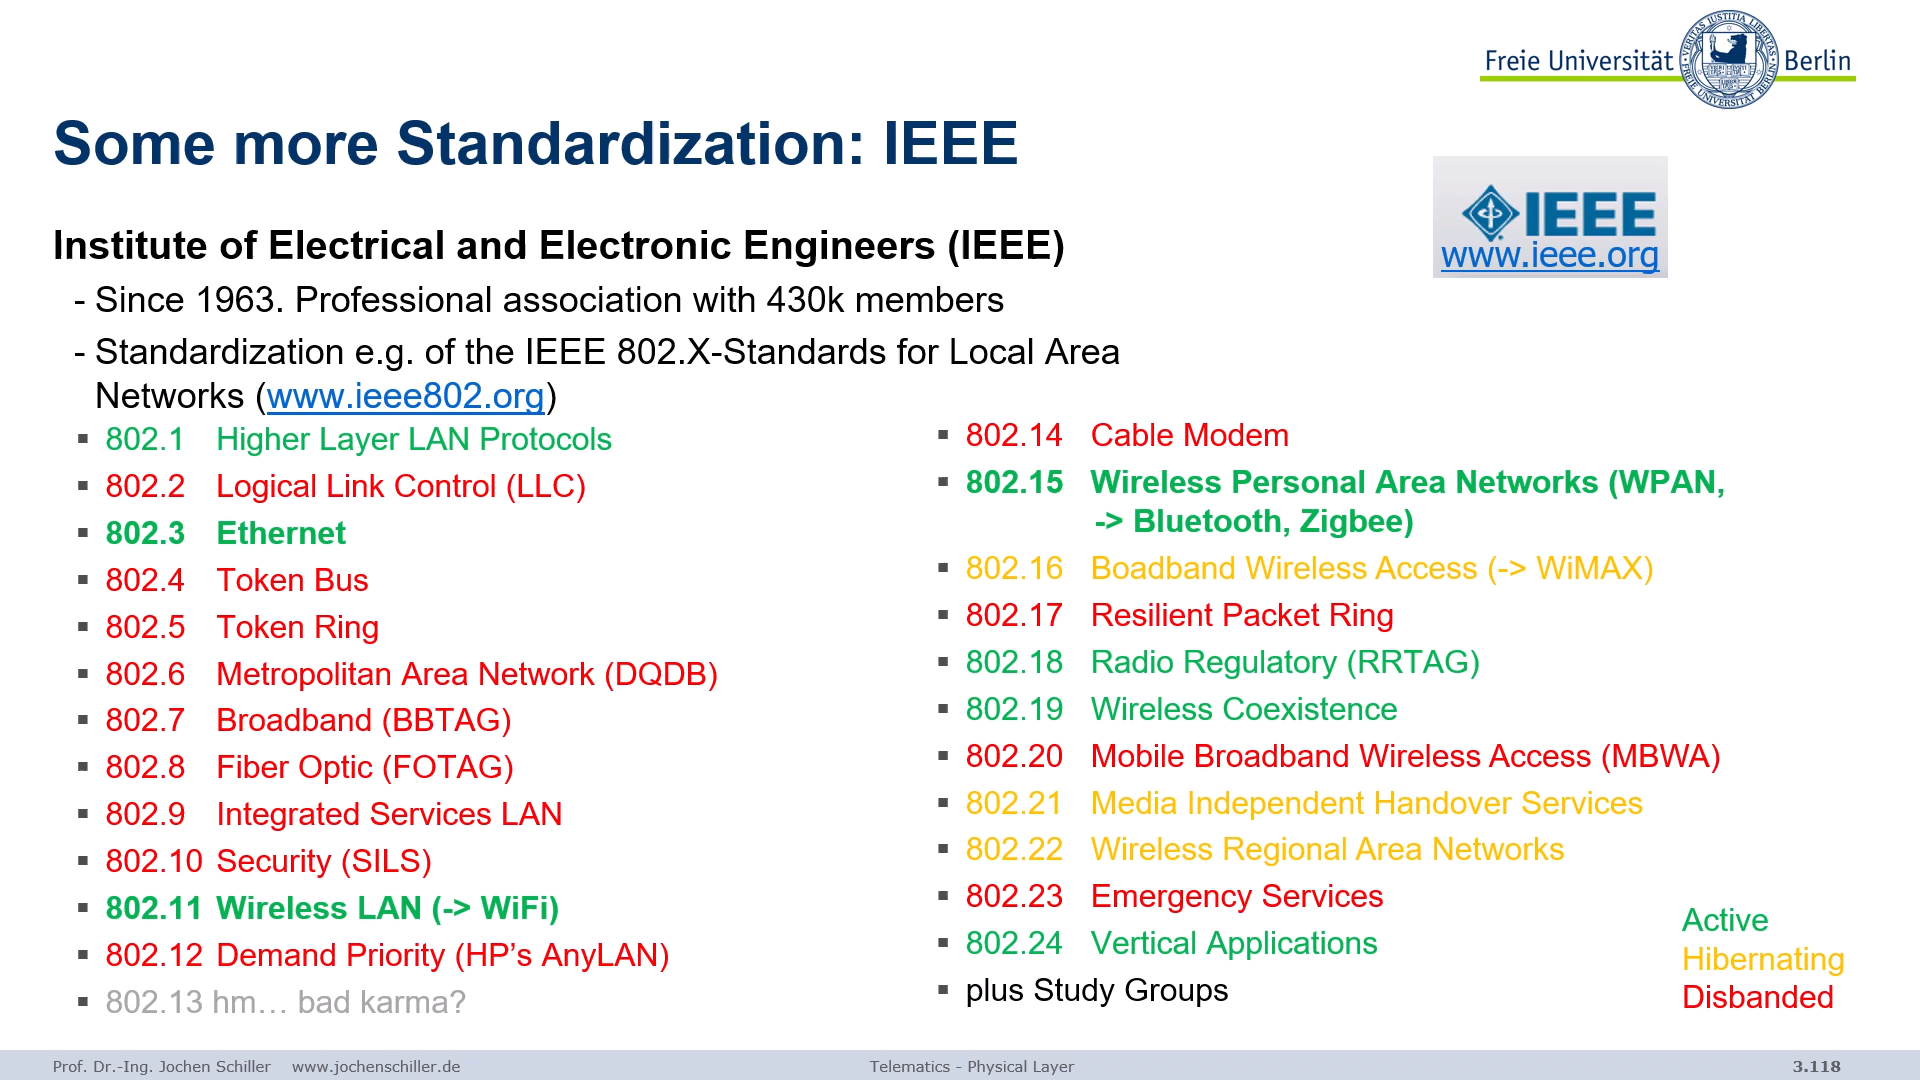 Freie Universität Berlin
Some more Standardization: IEEE
IEEE
www.ieee.org
Institute of Electrical and Electronic Engineers (IEEE)
- Since 1963. Professional association with 430k members
- Standardization e.g. of the IEEE 802.X-Standards for Local Area
Networks (www.ieee802.org)
▪ 802.1 Higher Layer LAN Protocols
▪ 802.2 Logical Link Control (LLC)
▪ 802.3 Ethernet
▪ 802.4 Token Bus
▪ 802.5 Token Ring
▪ 802.6 Metropolitan Area Network (DQDB)
▪ 802.7 Broadband (BBTAG)
▪ 802.8 Fiber Optic (FOTAG)
▪ 802.9 Integrated Services LAN
▪ 802.10 Security (SILS)
▪ 802.11 Wireless LAN (-> WiFi)
▪ 802.12 Demand Priority (HP’s AnyLAN)
▪ 802.13 hm… bad karma?
▪ 802.14 Cable Modem
▪ 802.15 Wireless Personal Area Networks (WPAN,
-> Bluetooth, Zigbee)
▪ 802.16 Boadband Wireless Access (-> WiMAX)
▪ 802.17 Resilient Packet Ring
▪ 802.18 Radio Regulatory (RRTAG)
▪ 802.19 Wireless Coexistence
▪ 802.20 Mobile Broadband Wireless Access (MBWA)
▪ 802.21 Media Independent Handover Services
▪ 802.22 Wireless Regional Area Networks
▪ 802.23 Emergency Services
▪ 802.24 Vertical Applications
▪ plus Study Groups
Active
Hibernating
Disbanded
Prof. Dr.-Ing. Jochen Schiller www.jochenschiller.de Telematics - Physical Layer 3.118